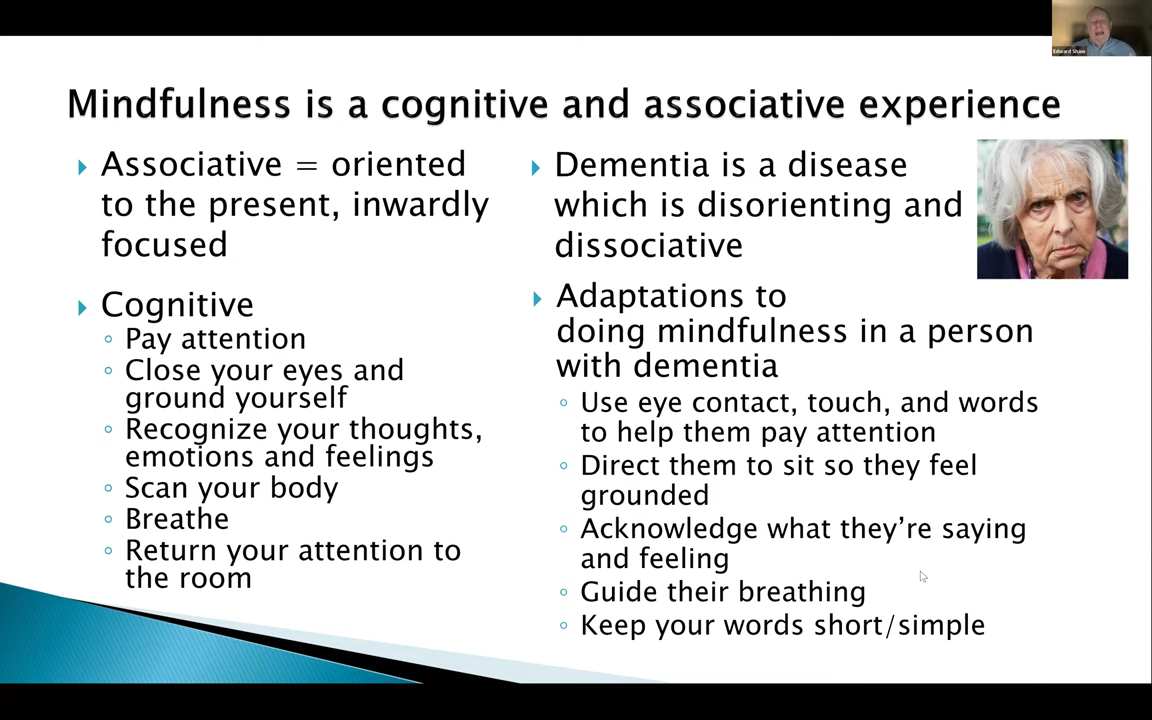 Edward Shaw
Mindfulness is a cognitive and associative experience
Associative = oriented
to the present, inwardly
focused
Cognitive
Pay attention
Close your eyes and
ground yourself
Recognize your thoughts,
emotions and feelings
Scan your body
Breathe
Return your attention to
the room
Dementia is a disease
which is disorienting and
dissociative
Adaptations to
doing mindfulness in a person
with dementia
Use eye contact, touch, and words
to help them pay attention
Direct them to sit so they feel
grounded
Acknowledge what they’re saying
and feeling
Guide their breathing
Keep your words short/simple